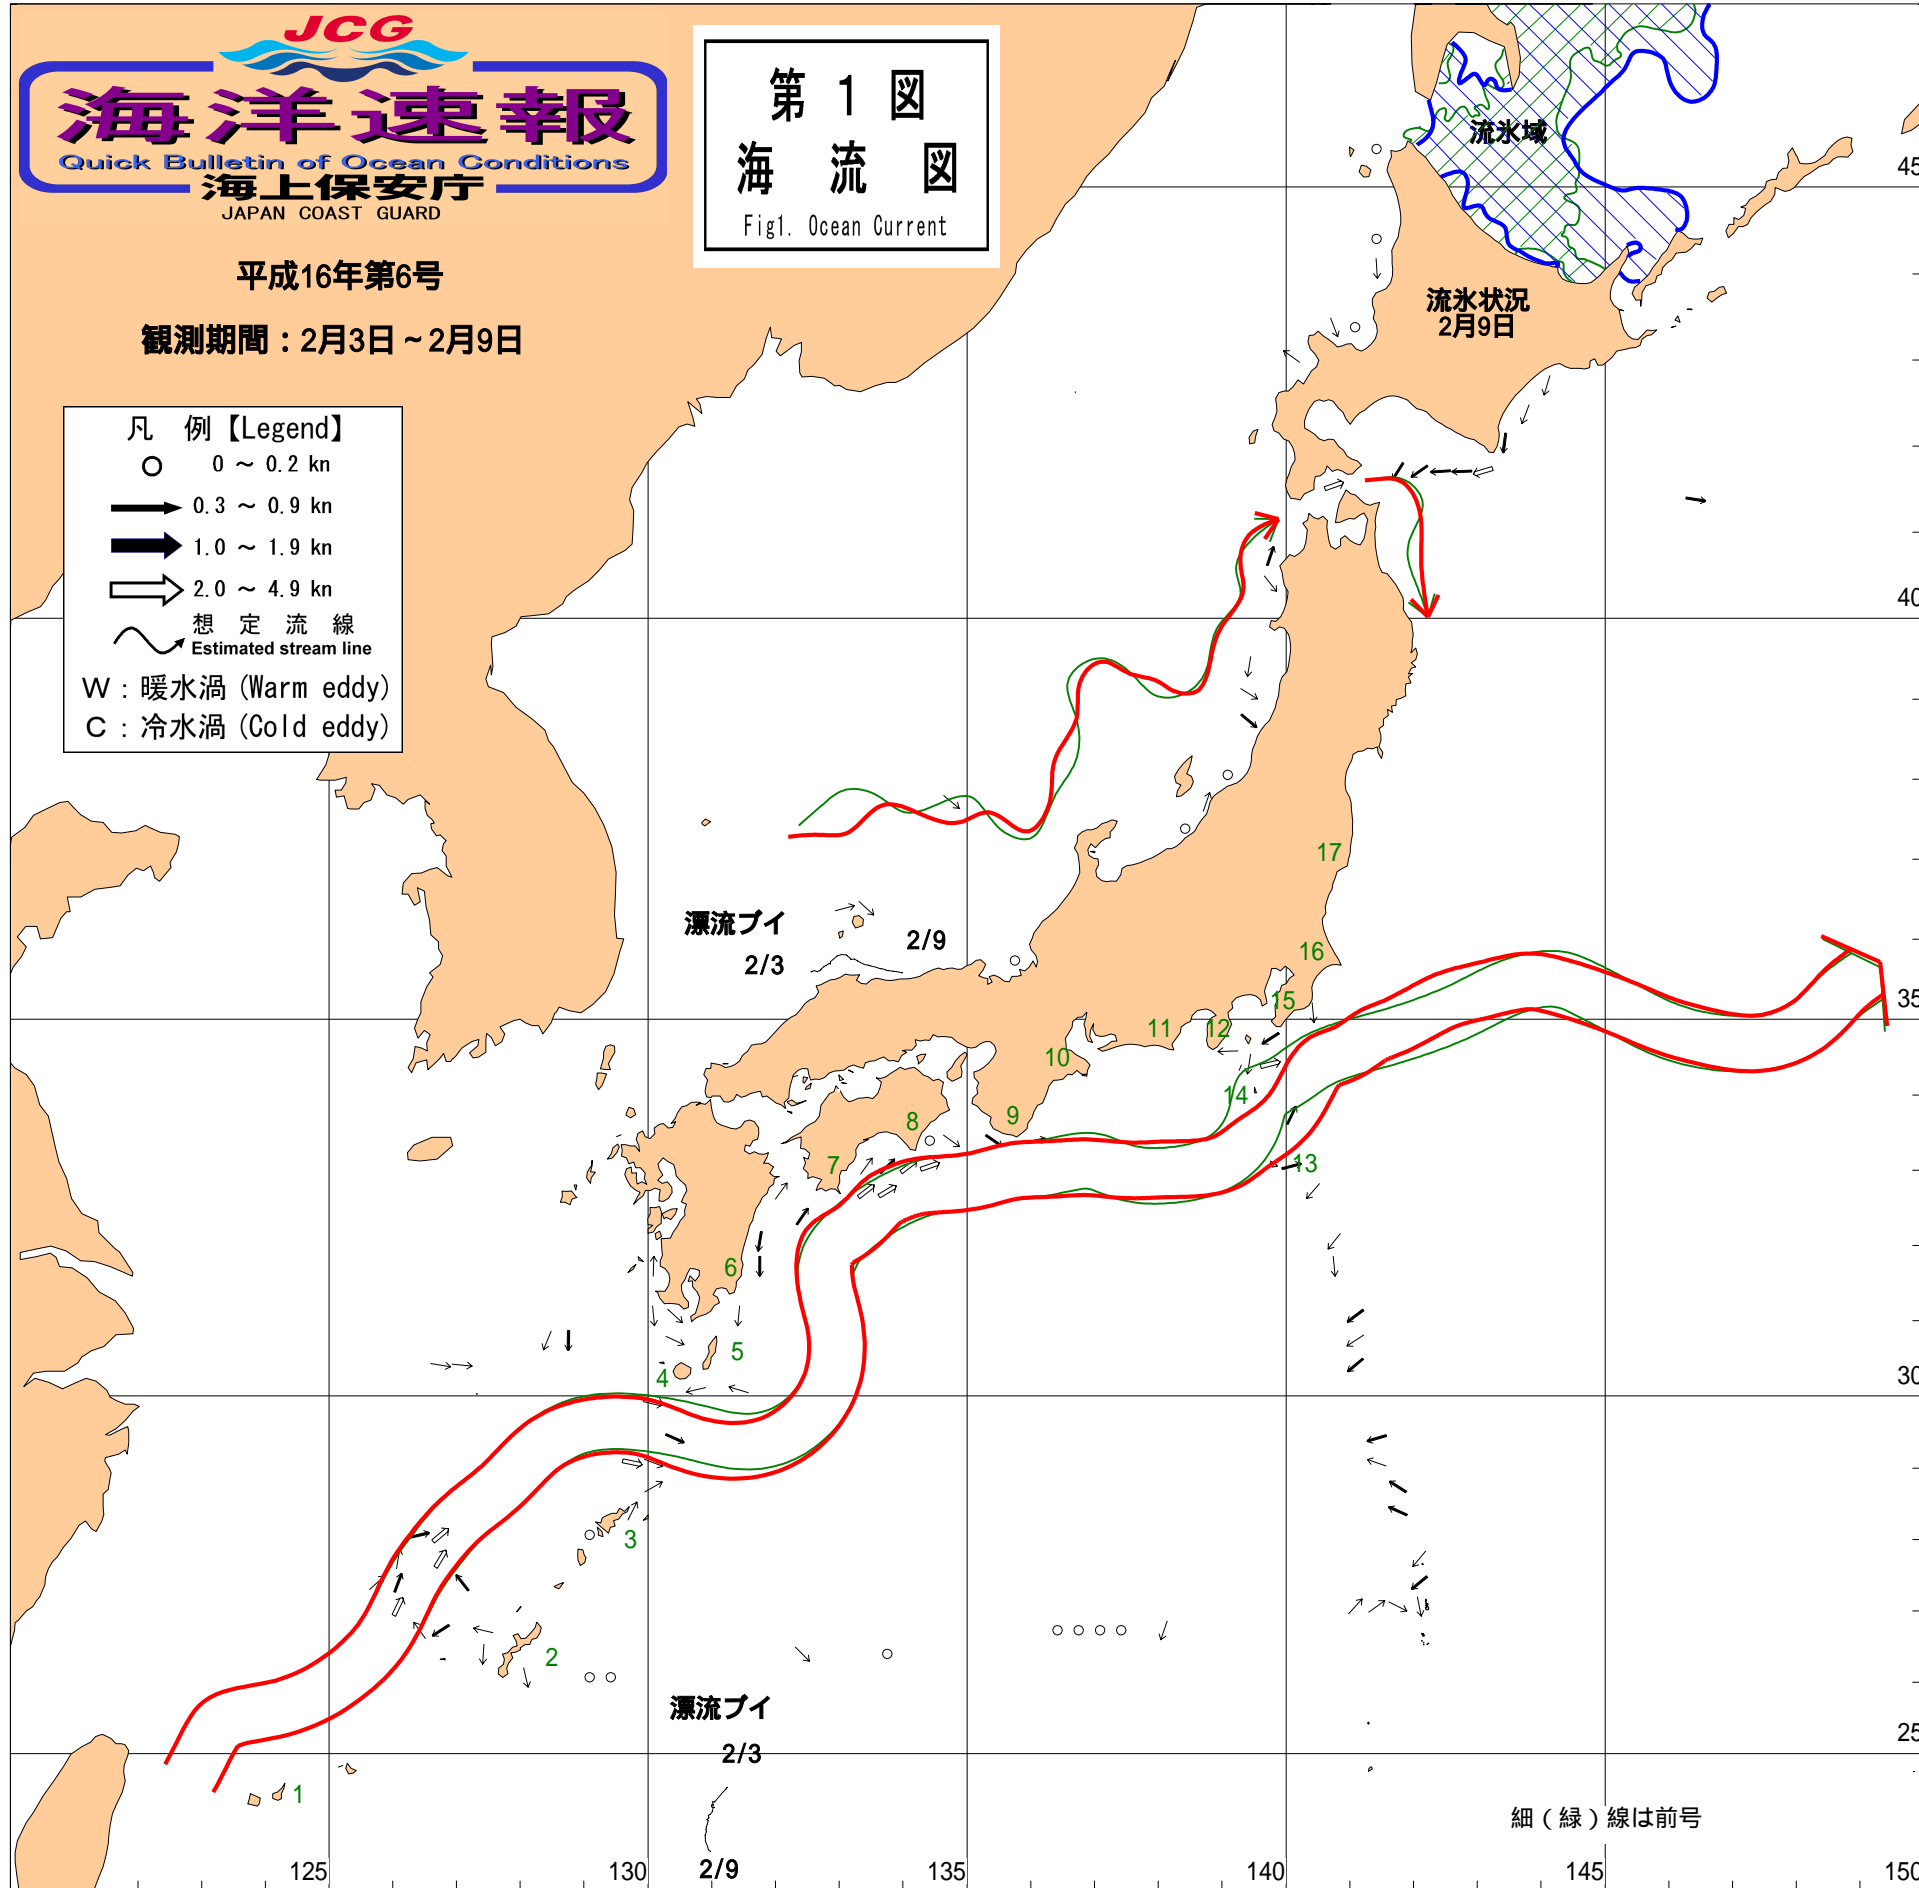 JCG
海洋速報
Quick Bulletin of Ocean Conditions
海上保安庁
JAPAN COAST GUARD
平成16年第6号
観測期間：2月3日～2月9日
第 1 図
海 流 図
Fig1. Ocean Current
凡 例【Legend】
0 ～ 0.2 kn
0.3 ～ 0.9 kn
1.0 ～ 1.9 kn
2.0 ～ 4.9 kn
想 定 流 線
Estimated stream line
W：暖水渦(Warm eddy)
C：冷水渦(Cold eddy)
流氷域
流氷状況
2月9日
45
40
35
30
25
17
16
15
14
13
12
11
10
9
8
7
6
5
4
3
2
1
漂流ブイ
2/3
2/9
漂流ブイ
2/3
2/9
細(緑)線は前号
125
130
135
140
145
150